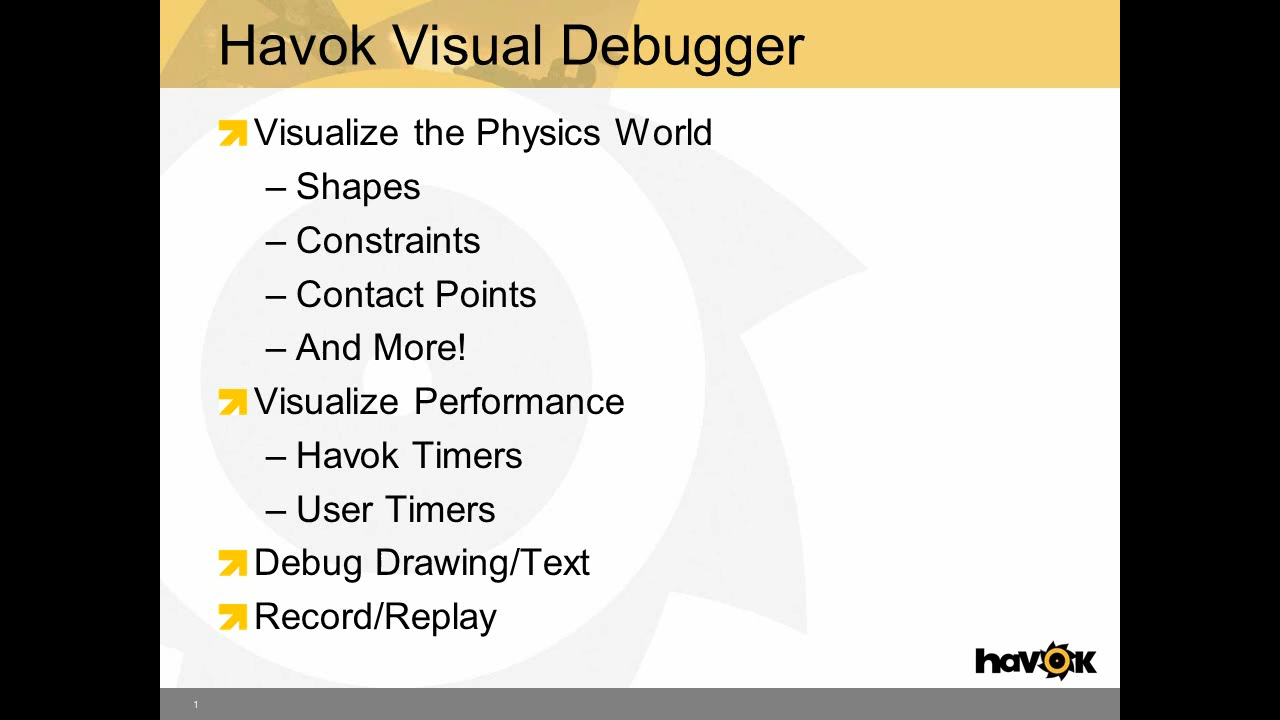 Havok Visual Debugger
Visualize the Physics World
– Shapes
– Constraints
– Contact Points
– And More!
Visualize Performance
– Havok Timers
– User Timers
Debug Drawing/Text
Record/Replay
havok
1